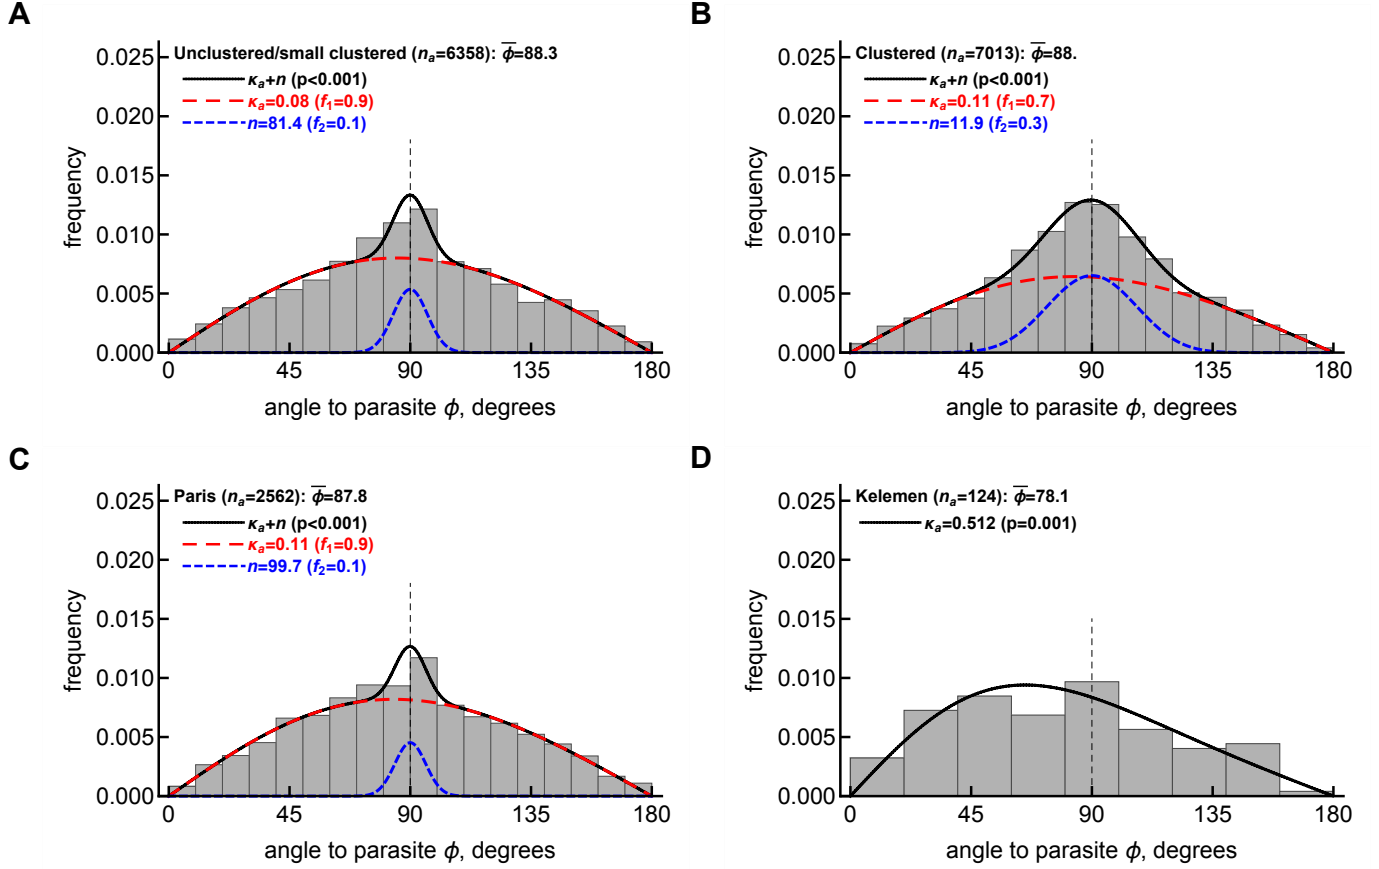 A
Unclustered/small clustered (nₐ=6358): ϕ̅=88.3
κₐ+n (p<0.001)
κₐ=0.08 (f₁=0.9)
n=81.4 (f₂=0.1)
frequency
0.025
0.020
0.015
0.010
0.005
0.000
0 45 90 135 180
angle to parasite ϕ, degrees
B
Clustered (nₐ=7013): ϕ̅=88.
κₐ+n (p<0.001)
κₐ=0.11 (f₁=0.7)
n=11.9 (f₂=0.3)
frequency
0.025
0.020
0.015
0.010
0.005
0.000
0 45 90 135 180
angle to parasite ϕ, degrees
C
Paris (nₐ=2562): ϕ̅=87.8
κₐ+n (p<0.001)
κₐ=0.11 (f₁=0.9)
n=99.7 (f₂=0.1)
frequency
0.025
0.020
0.015
0.010
0.005
0.000
0 45 90 135 180
angle to parasite ϕ, degrees
D
Kelemen (nₐ=124): ϕ̅=78.1
κₐ=0.512 (p=0.001)
frequency
0.025
0.020
0.015
0.010
0.005
0.000
0 45 90 135 180
angle to parasite ϕ, degrees